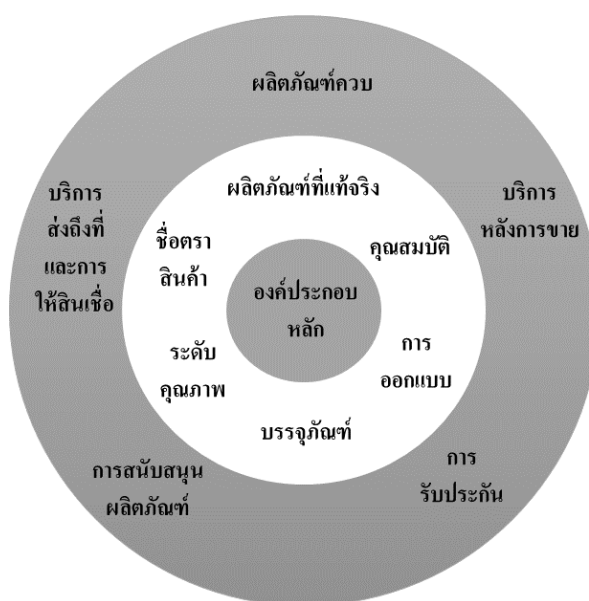 ผลิตภัณฑ์ควบ
บริการ
ส่งถึงที่
และการ
ให้สินเชื่อ
ผลิตภัณฑ์ที่แท้จริง
บริการ
หลังการขาย
ชื่อตรา
สินค้า
คุณสมบัติ
องค์ประกอบ
หลัก
ระดับ
คุณภาพ
การ
ออกแบบ
บรรจุภัณฑ์
การสนับสนุน
ผลิตภัณฑ์
การ
รับประกัน